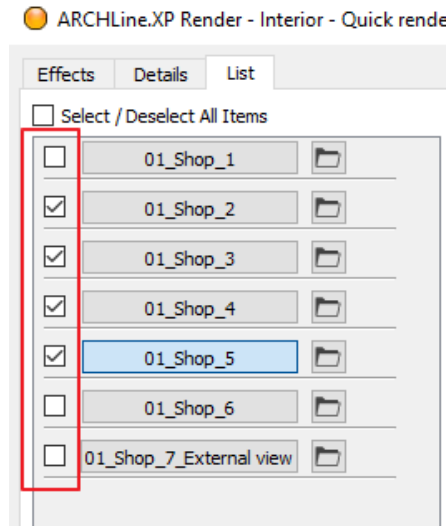 ARCHLine.XP Render - Interior - Quick rende
Effects Details List
Select / Deselect All Items
01_Shop_1
01_Shop_2
01_Shop_3
01_Shop_4
01_Shop_5
01_Shop_6
01_Shop_7_External view